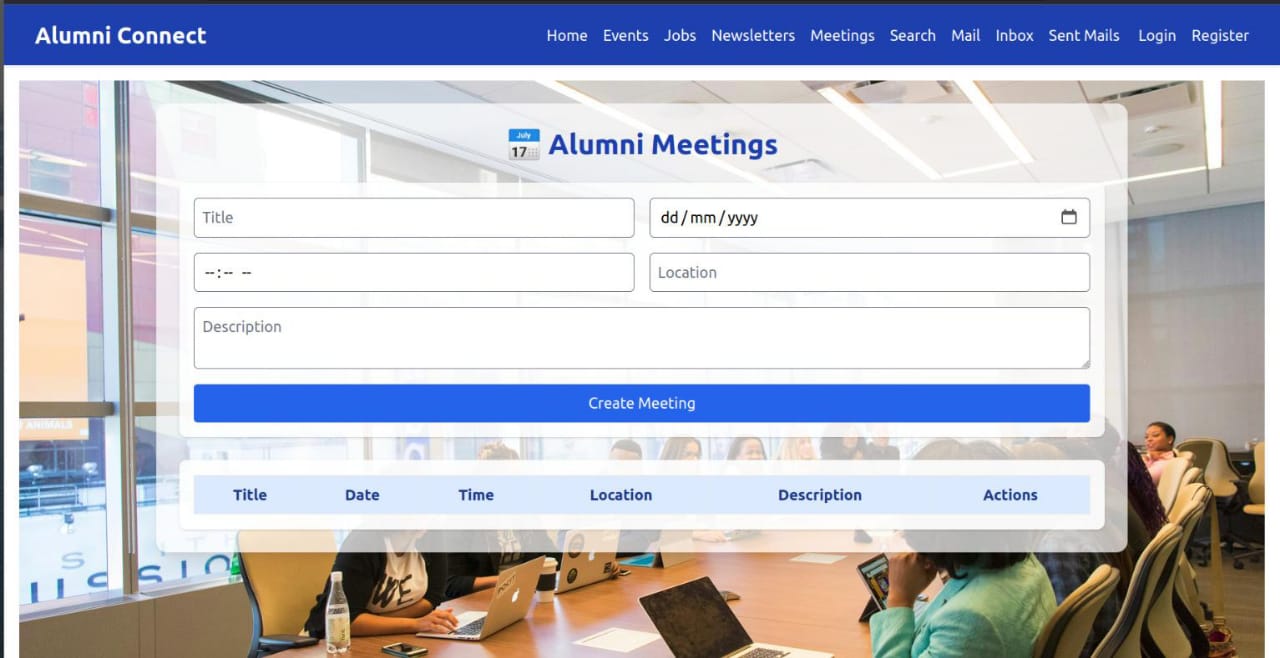 Alumni Connect Home Events Jobs Newsletters Meetings Search Mail Inbox Sent Mails Login Register
July
17
Alumni Meetings
Title dd/mm/yyyy
--:-- -- Location
Description
Create Meeting
ANIMALS
Title Date Time Location Description Actions